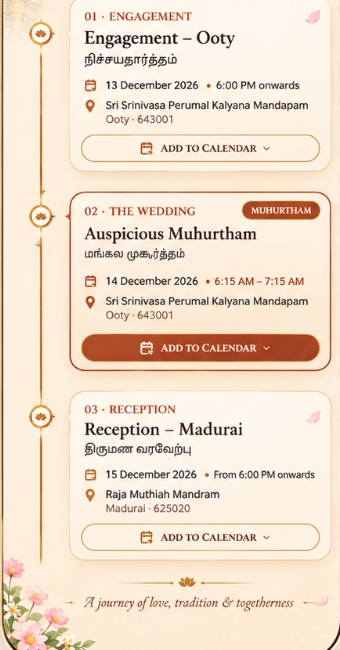 01 · ENGAGEMENT
Engagement – Ooty
நிச்சயதார்த்தம்
13 December 2026 • 6:00 PM onwards
Sri Srinivasa Perumal Kalyana Mandapam
Ooty · 643001
ADD TO CALENDAR
02 · THE WEDDING
MUHURTHAM
Auspicious Muhurtham
மங்கல முகூர்த்தம்
14 December 2026 • 6:15 AM – 7:15 AM
Sri Srinivasa Perumal Kalyana Mandapam
Ooty · 643001
ADD TO CALENDAR
03 · RECEPTION
Reception – Madurai
திருமண வரவேற்பு
15 December 2026 • From 6:00 PM onwards
Raja Muthiah Mandram
Madurai · 625020
ADD TO CALENDAR
A journey of love, tradition & togetherness